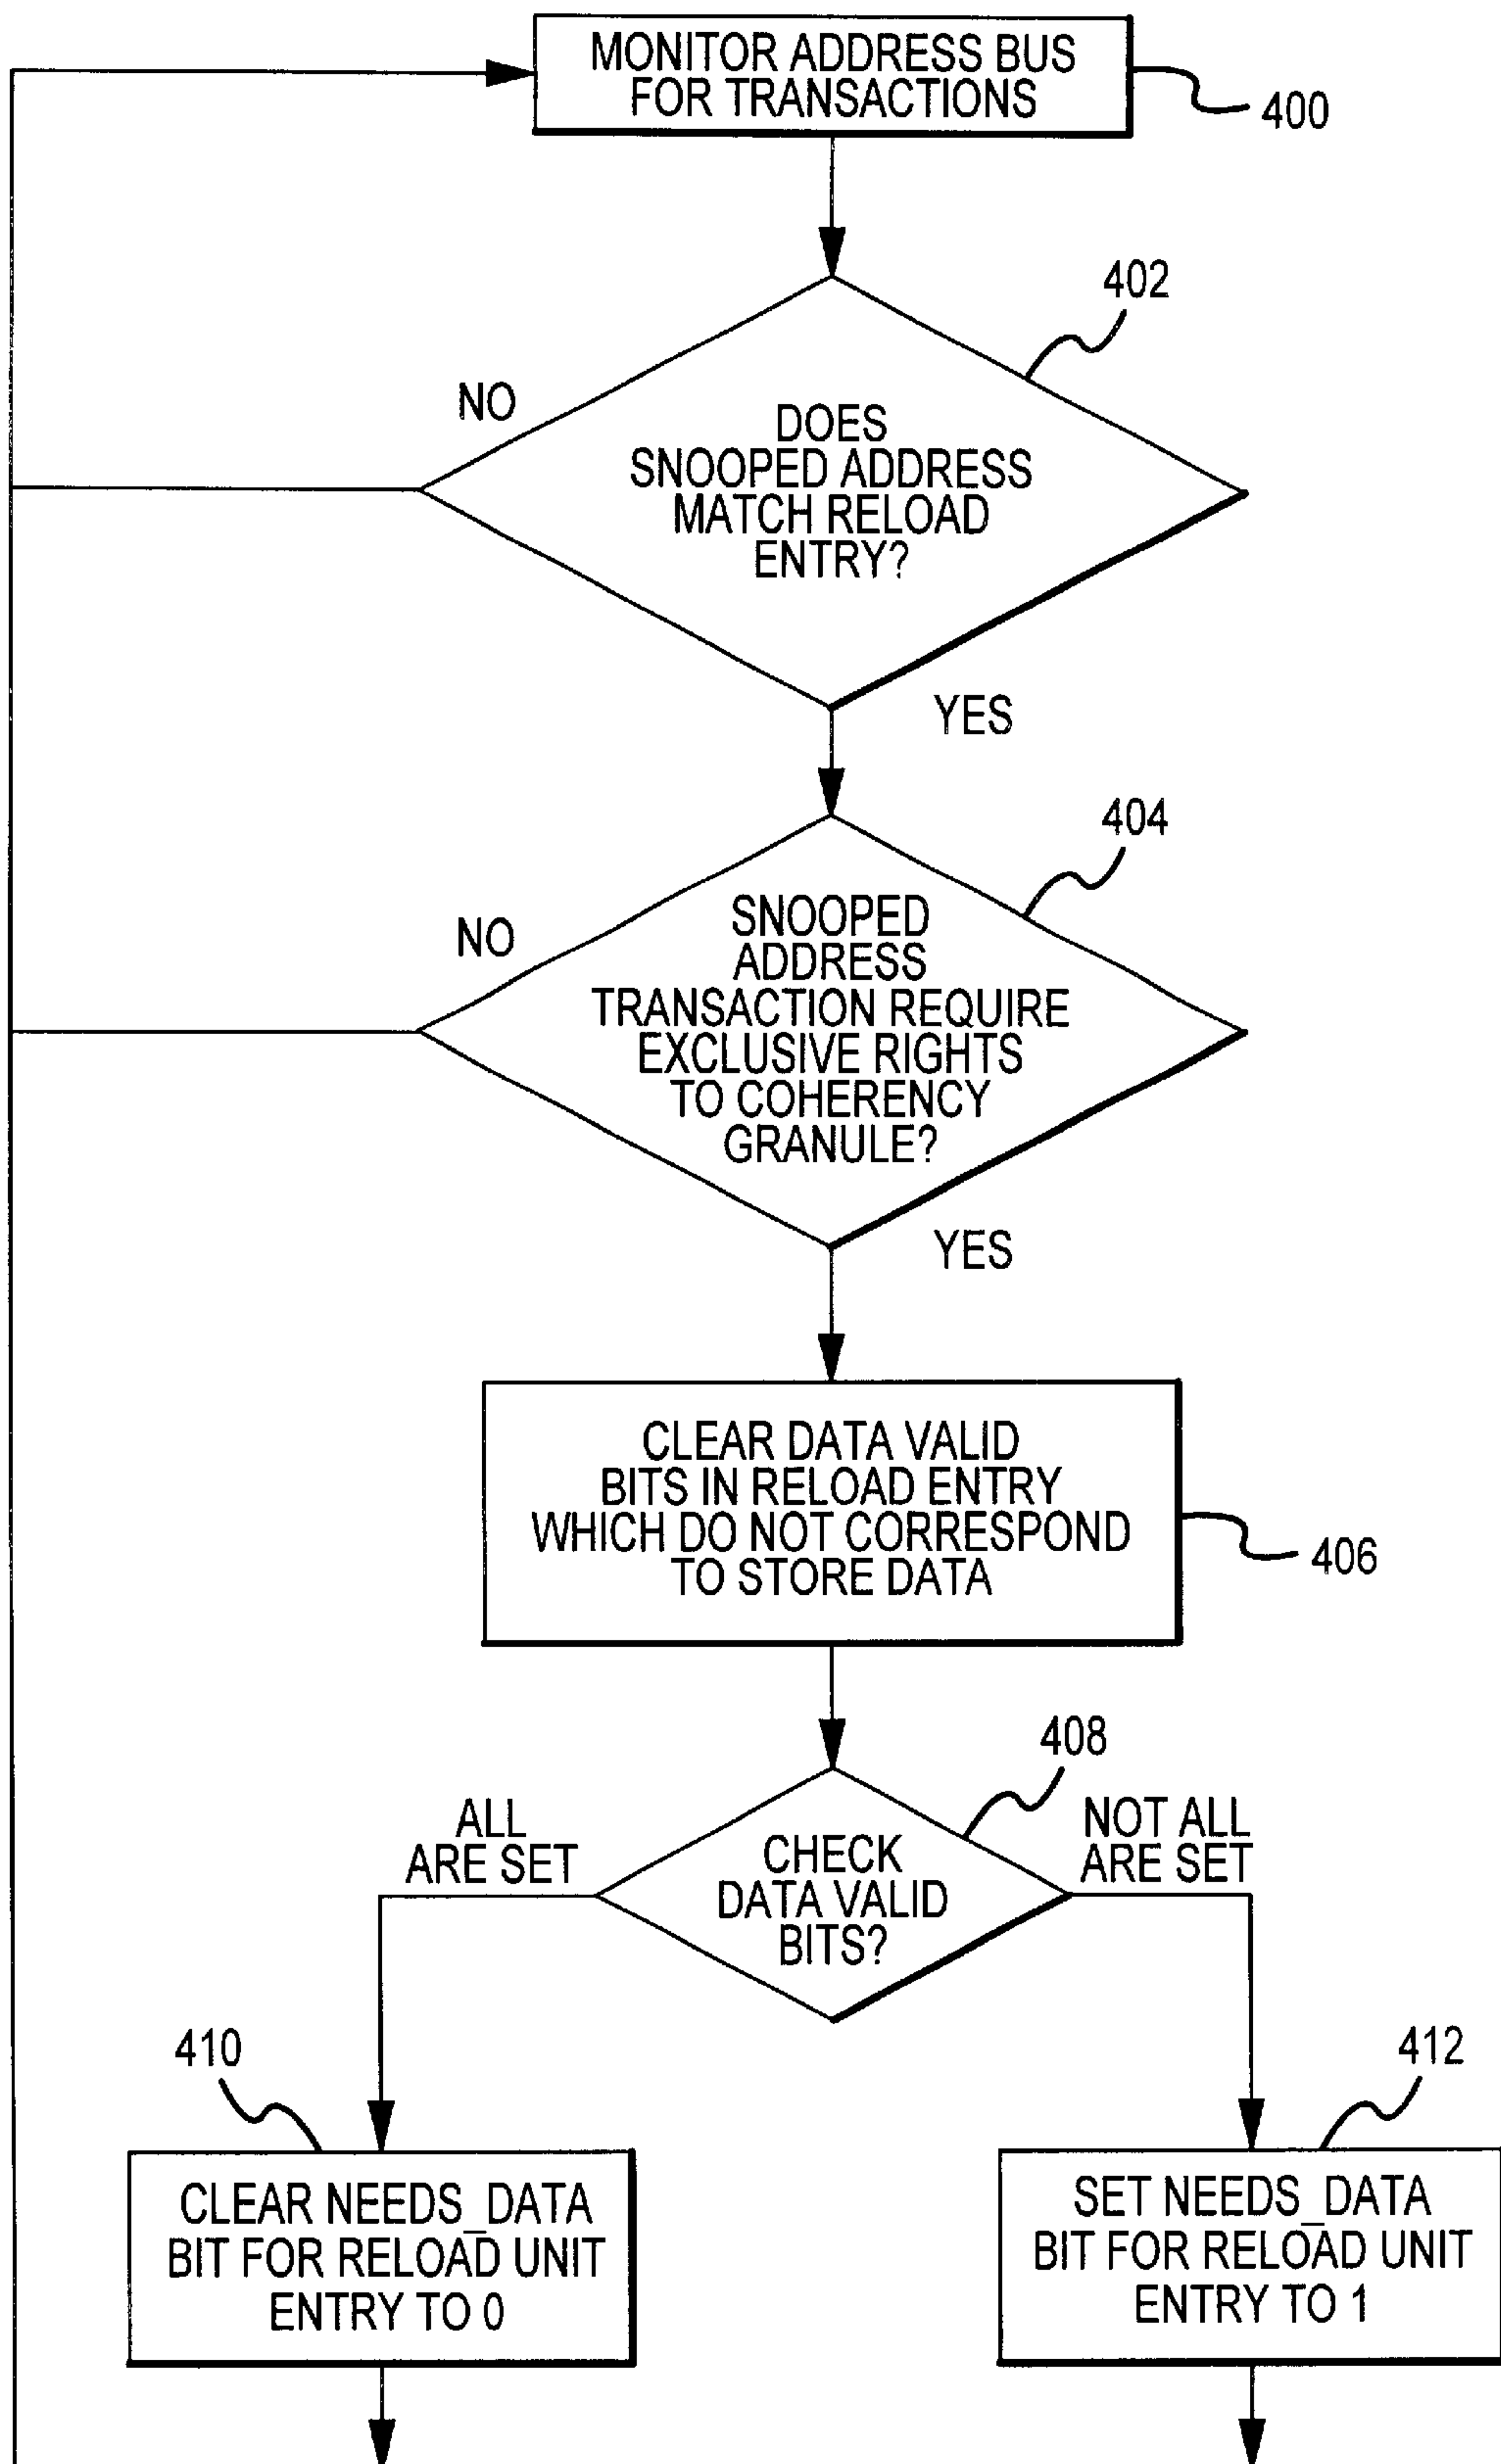 MONITOR ADDRESS BUS
FOR TRANSACTIONS
400
402
NO
DOES
SNOOPED ADDRESS
MATCH RELOAD
ENTRY?
YES
404
NO
SNOOPED
ADDRESS
TRANSACTION REQUIRE
EXCLUSIVE RIGHTS
TO COHERENCY
GRANULE?
YES
CLEAR DATA VALID
BITS IN RELOAD ENTRY
WHICH DO NOT CORRESPOND
TO STORE DATA
406
408
ALL
ARE SET
CHECK
DATA VALID
BITS?
NOT ALL
ARE SET
410
CLEAR NEEDS_DATA
BIT FOR RELOAD UNIT
ENTRY TO 0
412
SET NEEDS_DATA
BIT FOR RELOAD UNIT
ENTRY TO 1